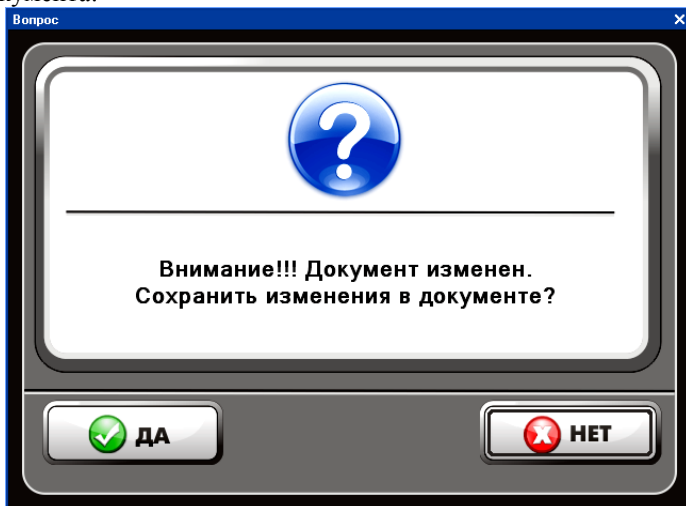 Вопрос
Внимание!!! Документ изменен.
Сохранить изменения в документе?
ДА
НЕТ